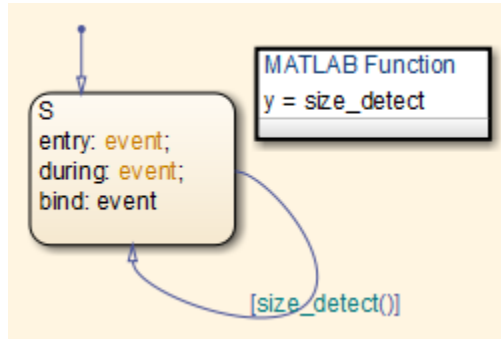 MATLAB Function
y = size_detect
S
entry: event;
during: event;
bind: event
[size_detect()]